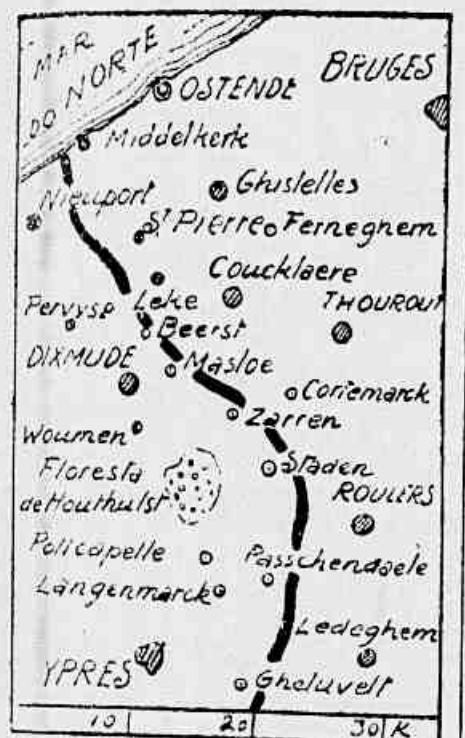 MAR
DO NORTE
OSTENDE
BRUGES
Middelkerk
Ghistelles
Nieuport
St Pierre
Ferneghem
Coucklaere
THOUROUT
Leke
Pervyse
Beerst
DIXMUDE
Masloe
Cortemarck
Zarren
Woumen
Staden
Floresta
de Houthulst
ROULERS
Policapelle
Passchendaele
Langenmarck
Ledeghem
YPRES
Gheluvelt
10 20 30 K